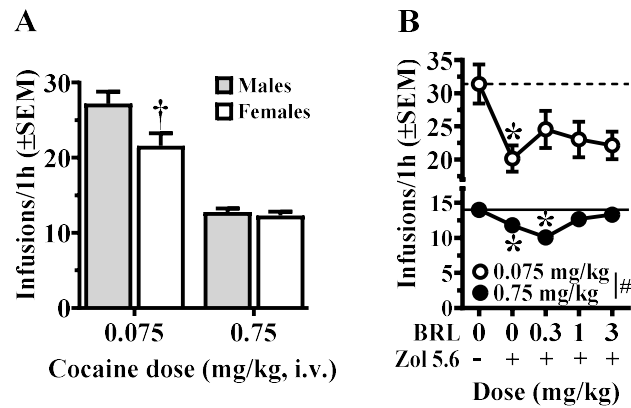 A
Infusions/1h (±SEM)
30
20
10
0
Males
Females
†
0.075
0.75
Cocaine dose (mg/kg, i.v.)
B
Infusions/1h (±SEM)
35
30
25
20
15
10
5
0
*
*
*
0.075 mg/kg
0.75 mg/kg
#
BRL 0 0 0.3 1 3
Zol 5.6 - + + + +
Dose (mg/kg)